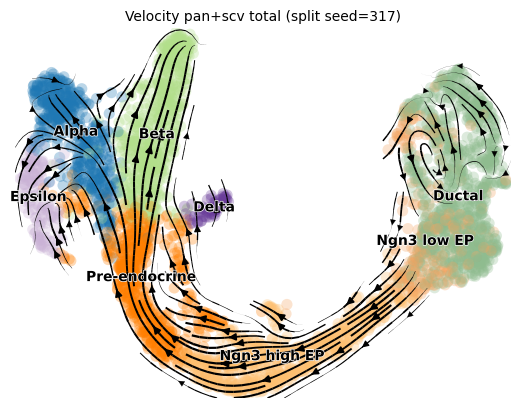 Velocity pan+scv total (split seed=317)
Alpha
Beta
Epsilon
Delta
Ductal
Ngn3 low EP
Pre-endocrine
Ngn3 high EP